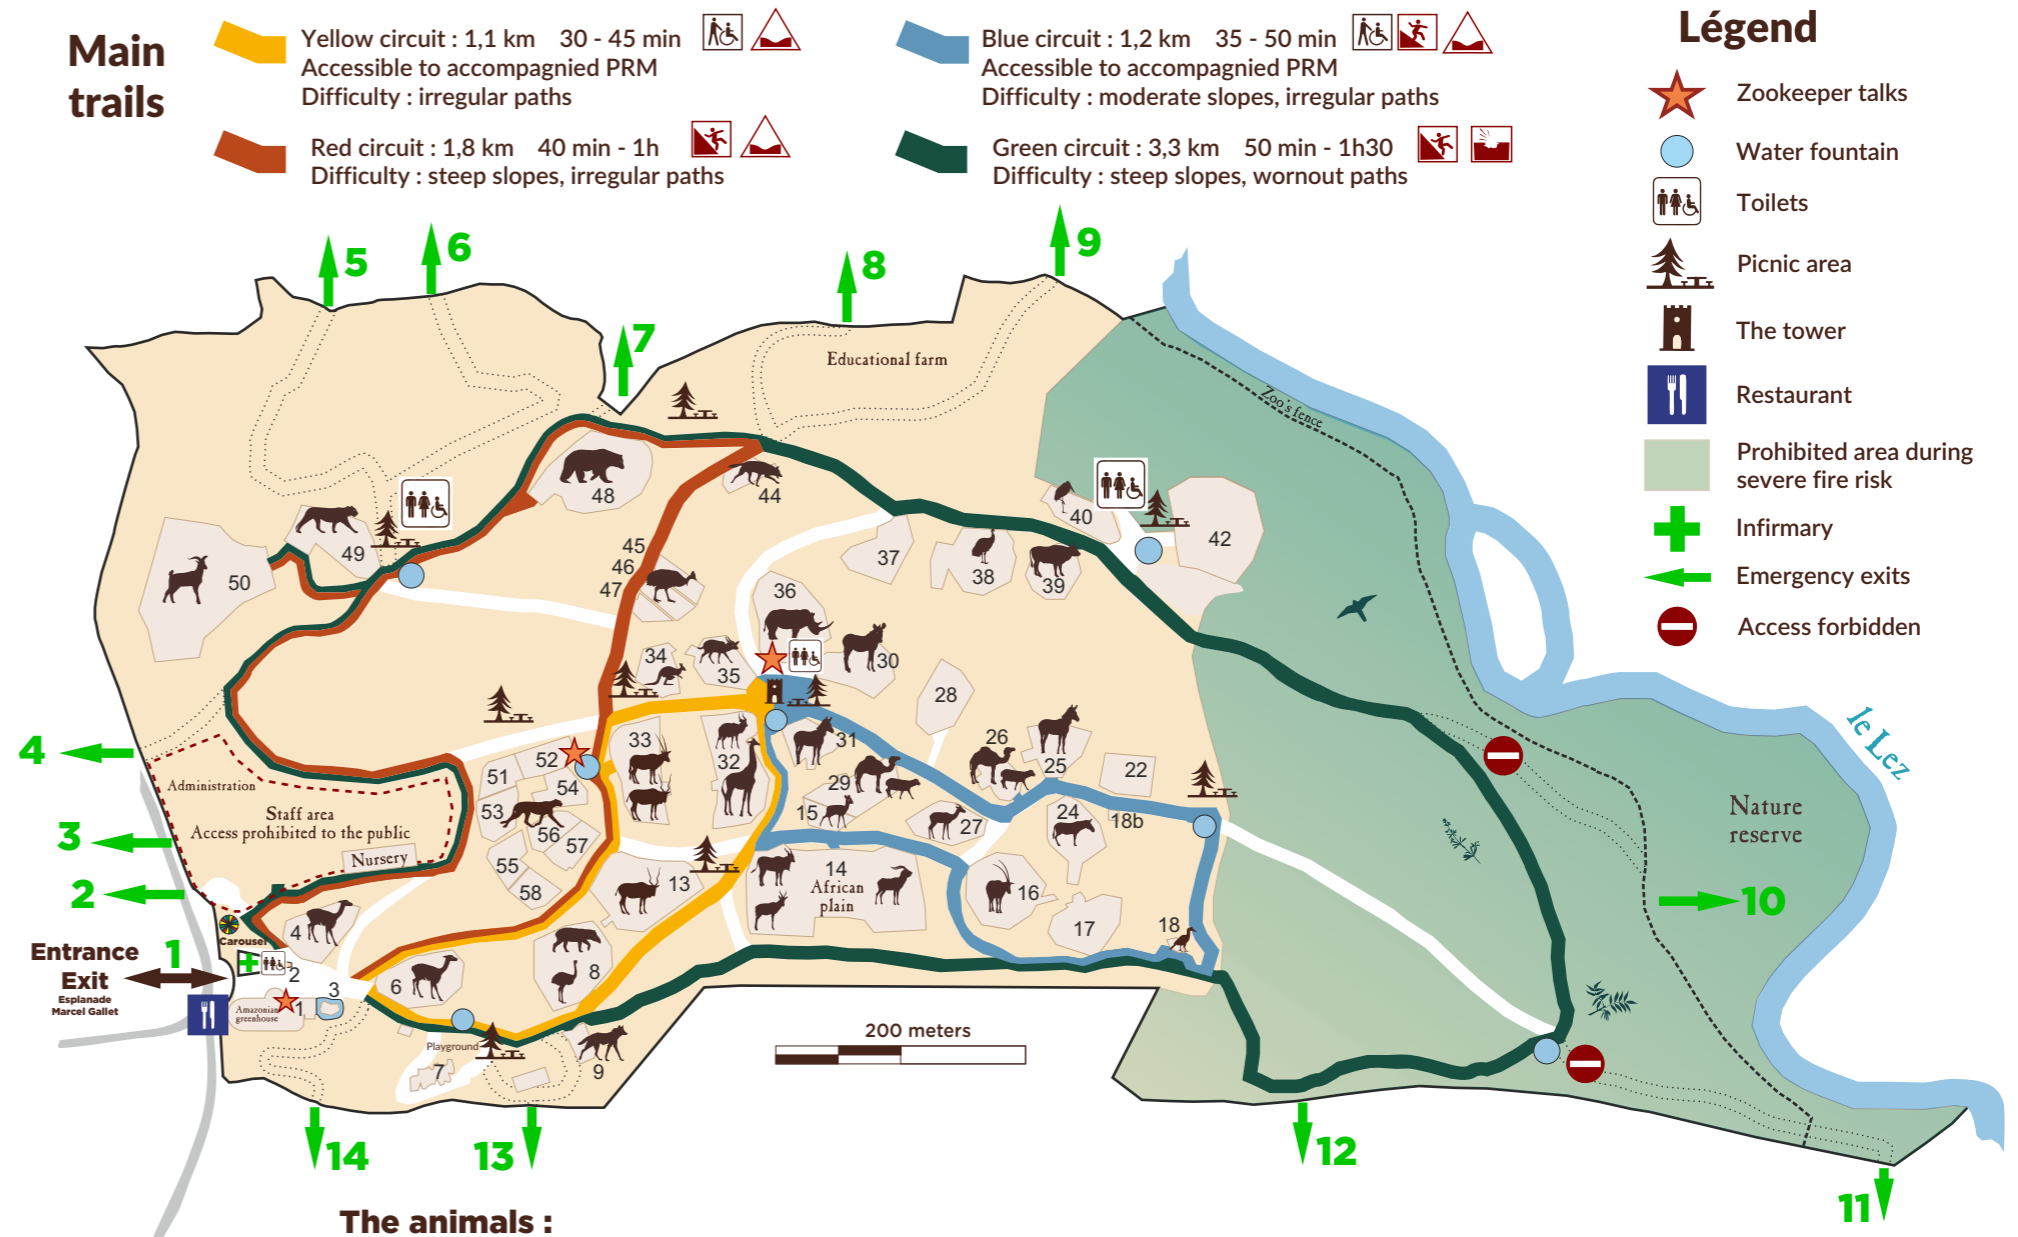 Main
trails
Yellow circuit : 1,1 km 30 - 45 min
Accessible to accompagnied PRM
Difficulty : irregular paths
Red circuit : 1,8 km 40 min - 1h
Difficulty : steep slopes, irregular paths
Blue circuit : 1,2 km 35 - 50 min
Accessible to accompagnied PRM
Difficulty : moderate slopes, irregular paths
Green circuit : 3,3 km 50 min - 1h30
Difficulty : steep slopes, wornout paths
Légend
Zookeeper talks
Water fountain
Toilets
Picnic area
The tower
Restaurant
Prohibited area during
severe fire risk
Infirmary
Emergency exits
Access forbidden
5
6
7
8
9
Educational farm
Zoo's fence
48
44
49
50
45
46
47
40
42
37
38
39
36
34
35
30
28
le Lez
4
Administration
Staff area
Access prohibited to the public
Nursery
3
2
51
52
53
54
55
56
57
58
33
32
31
29
15
26
25
22
27
24
18b
13
14
African
plain
16
17
18
Nature
reserve
10
Entrance
Exit
Esplanade
Marcel Gallet
1
Carousel
4
2
3
Amazonian
greenhouse
1
6
8
Playground
7
9
200 meters
14
13
12
11
The animals :